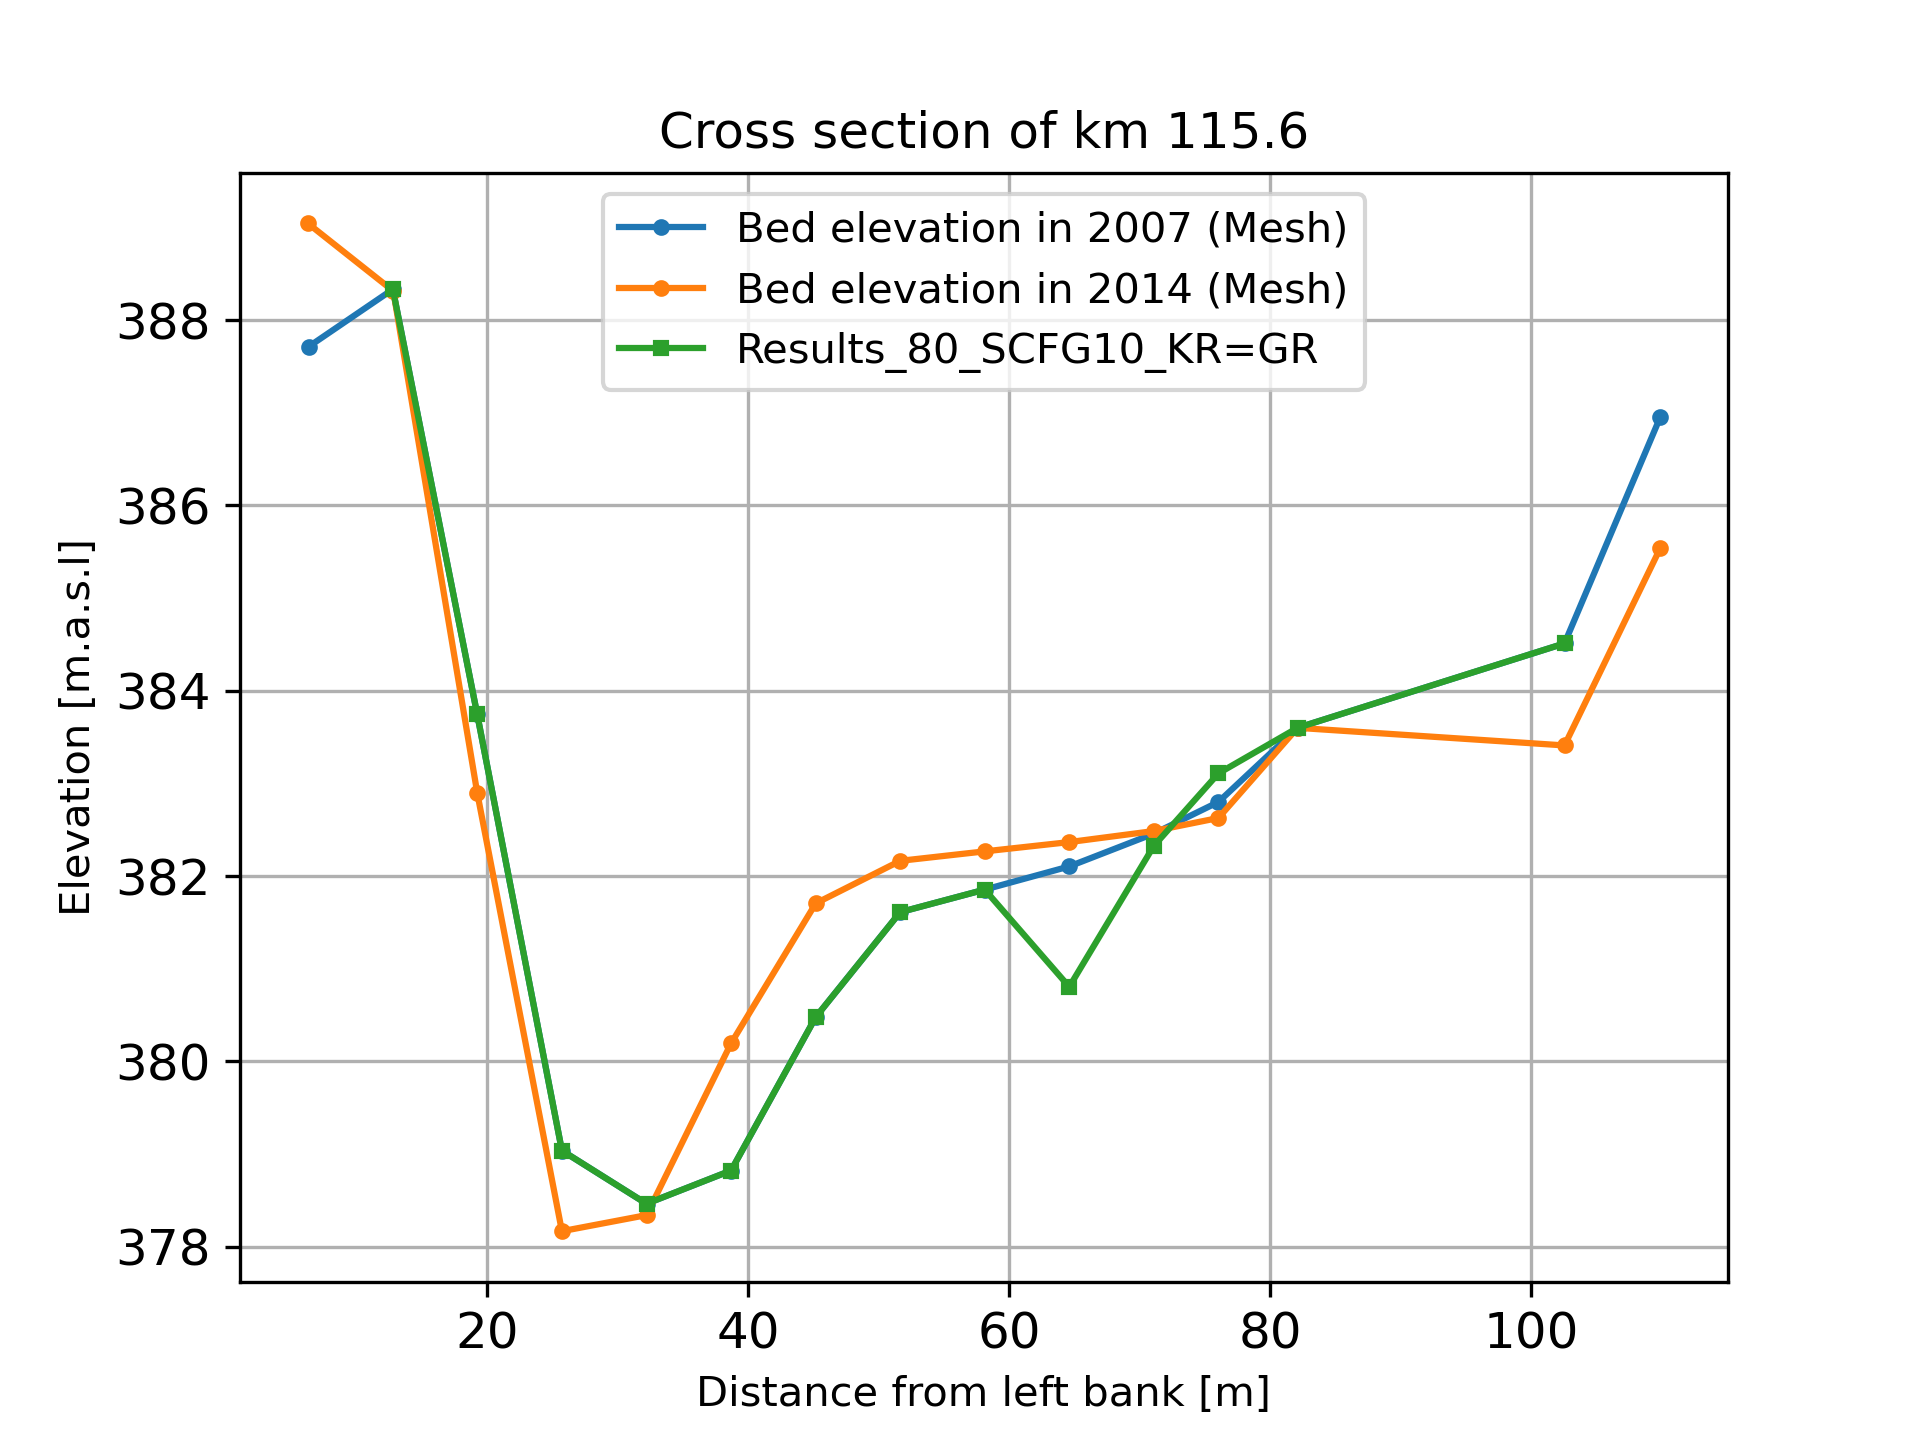 Cross section of km 115.6
Bed elevation in 2007 (Mesh)
Bed elevation in 2014 (Mesh)
Results_80_SCFG10_KR=GR
388
386
384
382
380
378
Elevation [m.a.s.l]
20 40 60 80 100
Distance from left bank [m]